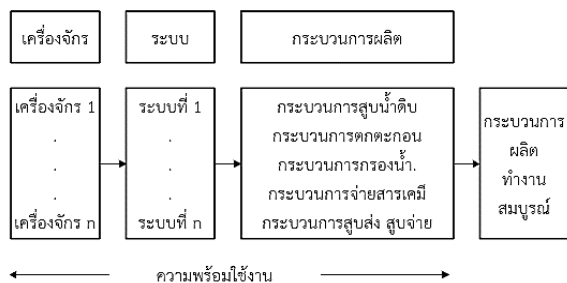 เครื่องจักร
ระบบ
กระบวนการผลิต
เครื่องจักร 1
.
.
.
เครื่องจักร n
ระบบที่ 1
.
.
.
ระบบที่ n
กระบวนการสูบน้ำดิบ
กระบวนการตกตะกอน
กระบวนการกรองน้ำ.
กระบวนการจ่ายสารเคมี
กระบวนการสูบส่ง สูบจ่าย
กระบวนการ
ผลิต
ทำงาน
สมบูรณ์
ความพร้อมใช้งาน